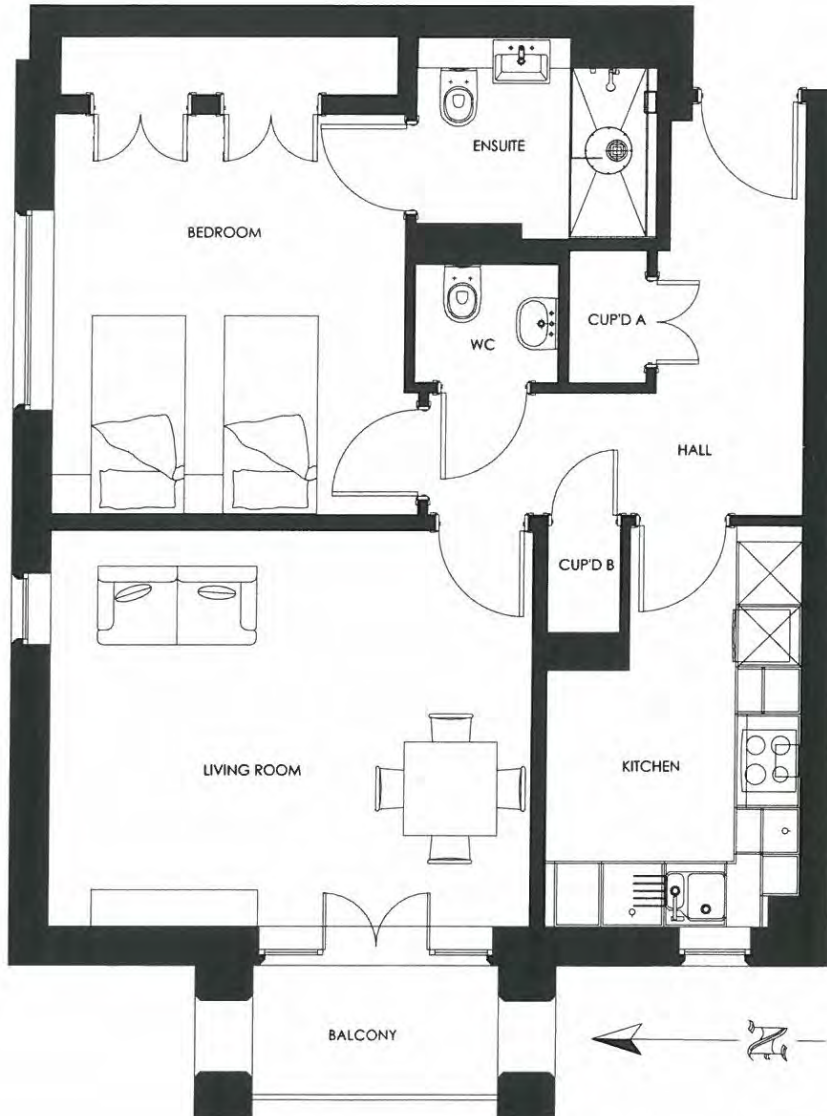 ENSUITE
BEDROOM
CUP'D A
WC
HALL
CUP'D B
LIVING ROOM
KITCHEN
BALCONY
N